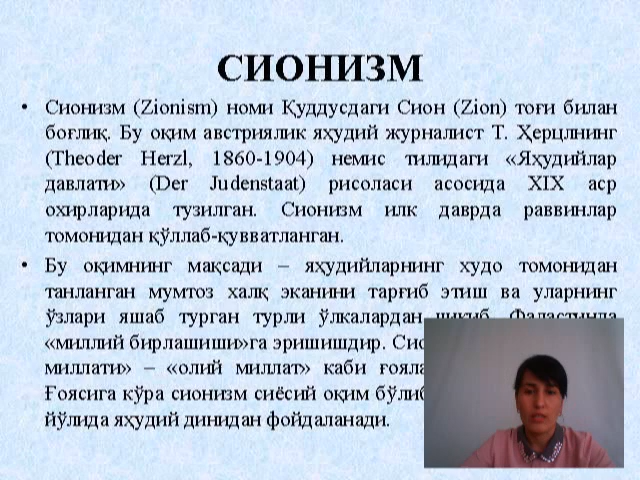 СИОНИЗМ
• Сионизм (Zionism) номи Қуддусдаги Сион (Zion) тоғи билан
боғлиқ. Бу оқим австриялик яҳудий журналист Т. Ҳерцлнинг
(Theoder Herzl, 1860-1904) немис тилидаги «Яҳудийлар
давлати» (Der Judenstaat) рисоласи асосида XIX аср
охирларида тузилган. Сионизм илк даврда раввинлар
томонидан қўллаб-қувватланган.
• Бу оқимнинг мақсади – яҳудийларнинг худо томонидан
танланган мумтоз халқ эканини тарғиб этиш ва уларнинг
ўзлари яшаб турган турли ўлкалардан чиқиб, Фаластинда
«миллий бирлашиши»га эришишдир.
миллати» – «олий миллат» каби
Ғоясига кўра сионизм сиёсий оқим
йўлида яҳудий динидан фойдаланади.